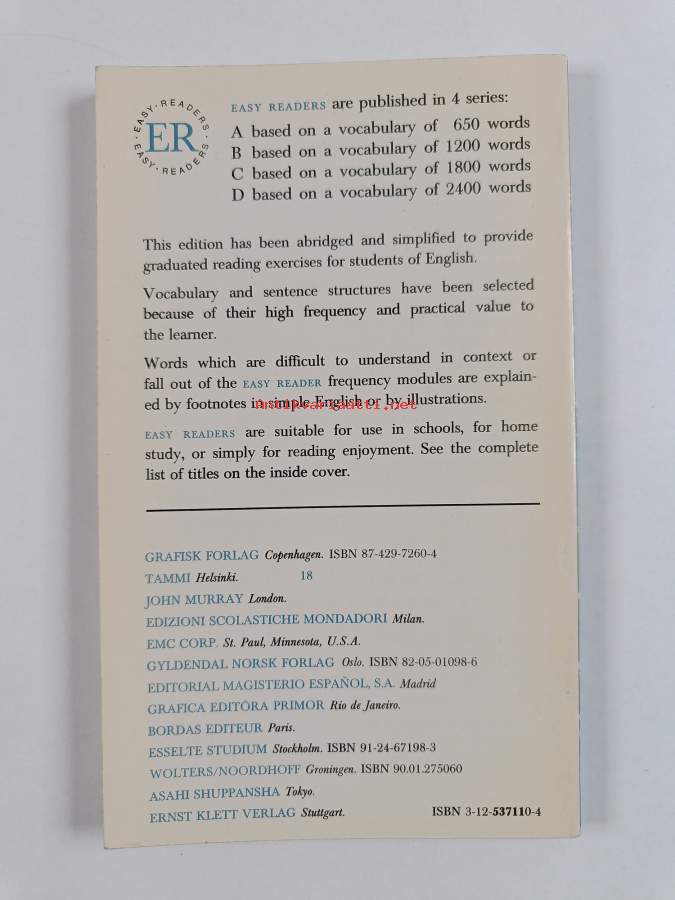 EASY · READERS ·
ER
EASY · READERS ·
EASY READERS are published in 4 series:
A based on a vocabulary of 650 words
B based on a vocabulary of 1200 words
C based on a vocabulary of 1800 words
D based on a vocabulary of 2400 words
This edition has been abridged and simplified to provide
graduated reading exercises for students of English.
Vocabulary and sentence structures have been selected
because of their high frequency and practical value to
the learner.
Words which are difficult to understand in context or
fall out of the EASY READER frequency modules are explain-
ed by footnotes in simple English or by illustrations.
EASY READERS are suitable for use in schools, for home
study, or simply for reading enjoyment. See the complete
list of titles on the inside cover.
GRAFISK FORLAG Copenhagen. ISBN 87-429-7260-4
TAMMI Helsinki. 18
JOHN MURRAY London.
EDIZIONI SCOLASTICHE MONDADORI Milan.
EMC CORP. St. Paul, Minnesota, U.S.A.
GYLDENDAL NORSK FORLAG Oslo. ISBN 82-05-01098-6
EDITORIAL MAGISTERIO ESPAÑOL, S.A. Madrid
GRAFICA EDITÔRA PRIMOR Rio de Janeiro.
BORDAS EDITEUR Paris.
ESSELTE STUDIUM Stockholm. ISBN 91-24-67198-3
WOLTERS/NOORDHOFF Groningen. ISBN 90.01.275060
ASAHI SHUPPANSHA Tokyo.
ERNST KLETT VERLAG Stuttgart. ISBN 3-12-537110-4